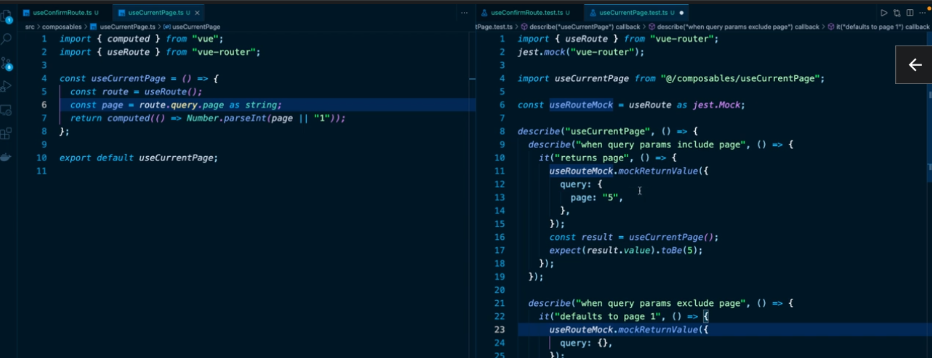 useConfirmRoute.ts U
useCurrentPage.ts U ×
src > composables > useCurrentPage.ts > useCurrentPage
1 import { computed } from "vue";
2 import { useRoute } from "vue-router";
3
4 const useCurrentPage = () => {
5 const route = useRoute();
6 const page = route.query.page as string;
7 return computed(() => Number.parseInt(page || "1"));
8 };
9
10 export default useCurrentPage;
11
useConfirmRoute.test.ts U
useCurrentPage.test.ts U ●
tPage.test.ts > describe("useCurrentPage") callback > describe("when query params exclude page") callback > it("defaults to page 1") callback
1 import { useRoute } from "vue-router";
2 jest.mock("vue-router");
3
4 import useCurrentPage from "@/composables/useCurrentPage";
5
6 const useRouteMock = useRoute as jest.Mock;
7
8 describe("useCurrentPage", () => {
9 describe("when query params include page", () => {
10 it("returns page", () => {
11 useRouteMock.mockReturnValue({
12 query: {
13 page: "5",
14 },
15 });
16 const result = useCurrentPage();
17 expect(result.value).toBe(5);
18 });
19 });
20
21 describe("when query params exclude page", () => {
22 it("defaults to page 1", () => {
23 useRouteMock.mockReturnValue({
24 query: {},
25 });